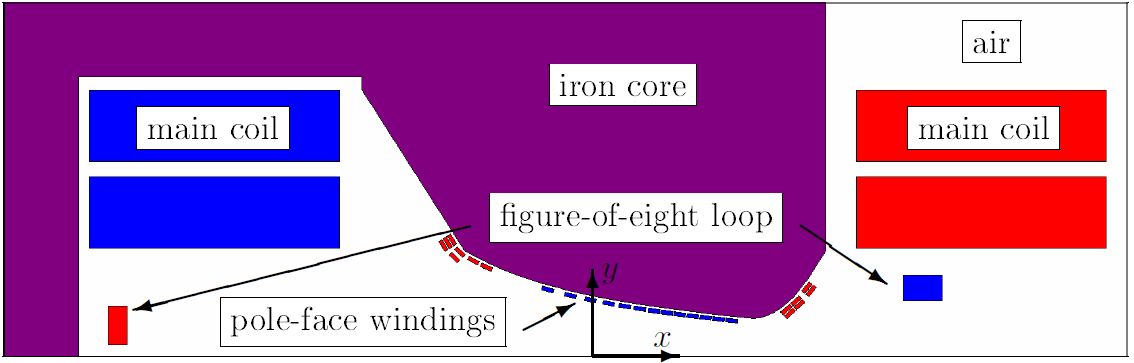 air
iron core
main coil
main coil
figure-of-eight loop
y
pole-face windings
x